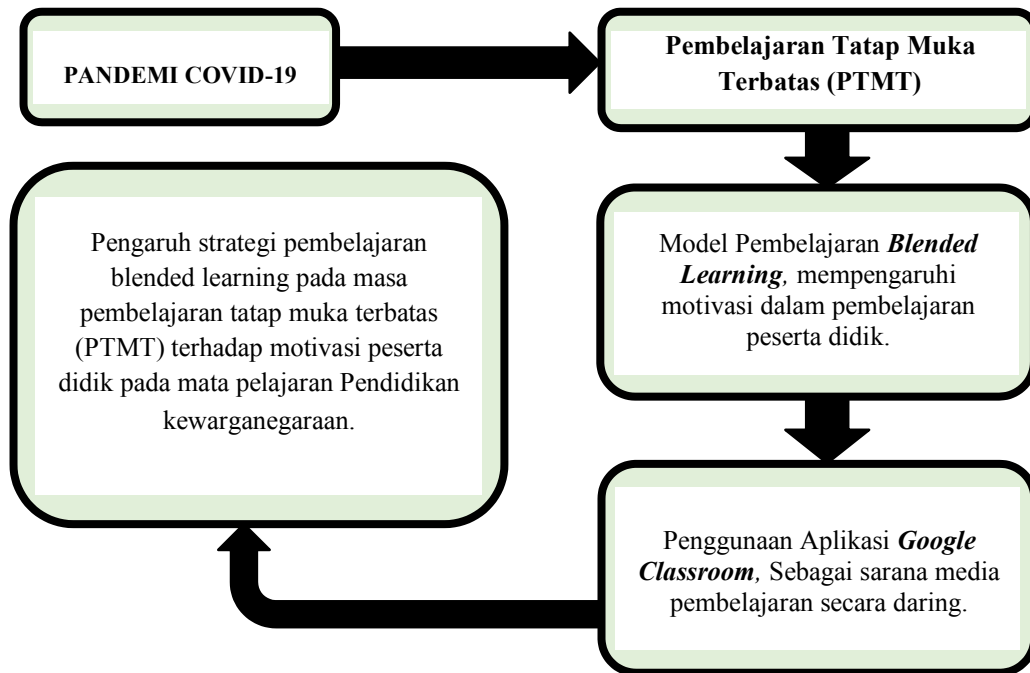 PANDEMI COVID-19
Pembelajaran Tatap Muka
Terbatas (PTMT)
Model Pembelajaran Blended
Learning, mempengaruhi
motivasi dalam pembelajaran
peserta didik.
Penggunaan Aplikasi Google
Classroom, Sebagai sarana media
pembelajaran secara daring.
Pengaruh strategi pembelajaran
blended learning pada masa
pembelajaran tatap muka terbatas
(PTMT) terhadap motivasi peserta
didik pada mata pelajaran Pendidikan
kewarganegaraan.